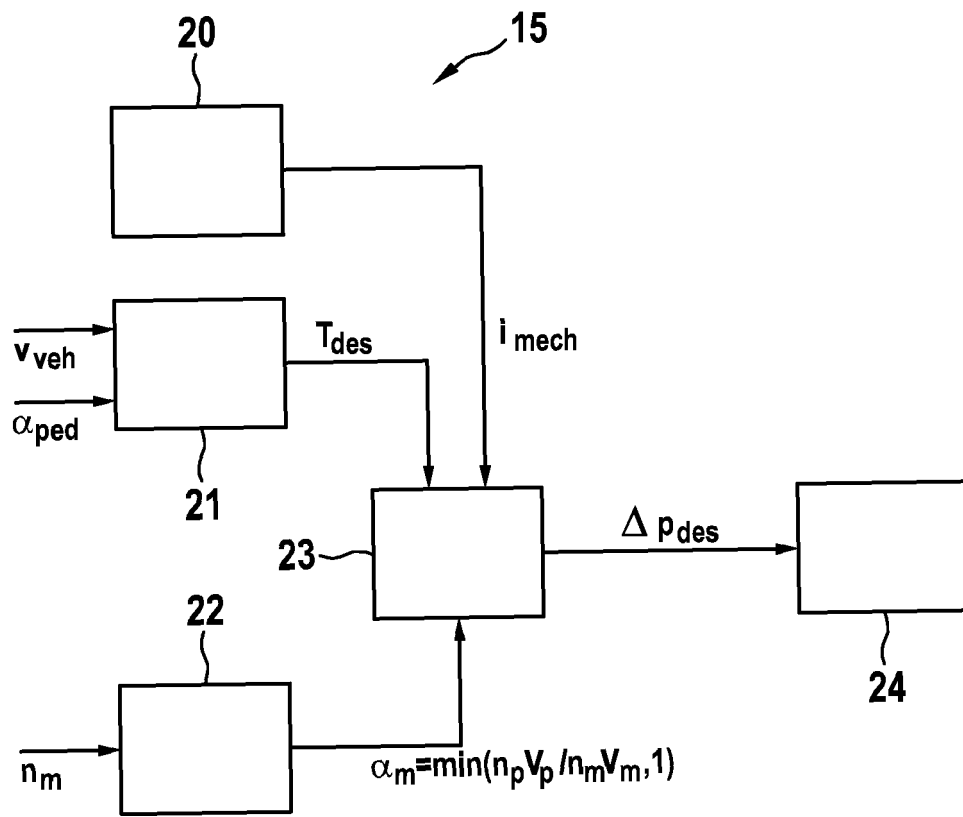 20
15
T_des
i_mech
v_veh
α_ped
21
23
Δ p_des
22
24
n_m
α_m=min(n_pV_p/n_mV_m,1)